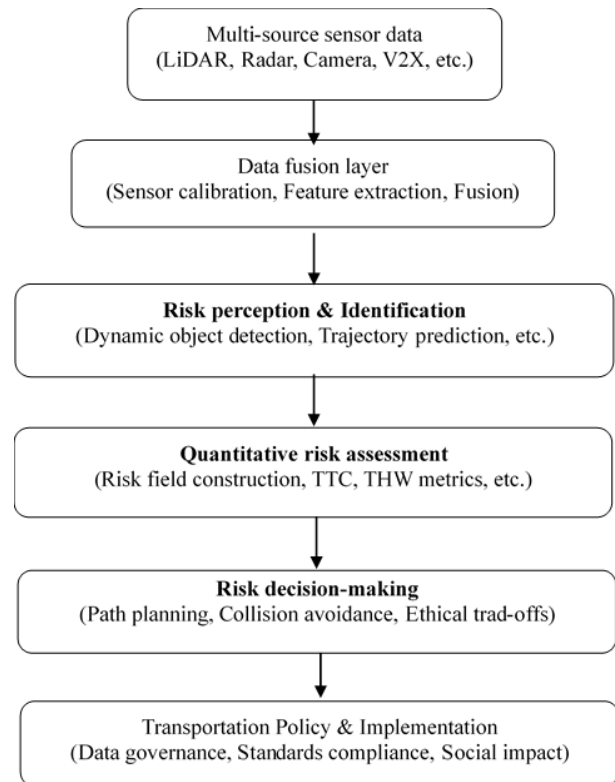 Multi-source sensor data
(LiDAR, Radar, Camera, V2X, etc.)
Data fusion layer
(Sensor calibration, Feature extraction, Fusion)
Risk perception & Identification
(Dynamic object detection, Trajectory prediction, etc.)
Quantitative risk assessment
(Risk field construction, TTC, THW metrics, etc.)
Risk decision-making
(Path planning, Collision avoidance, Ethical trad-offs)
Transportation Policy & Implementation
(Data governance, Standards compliance, Social impact)